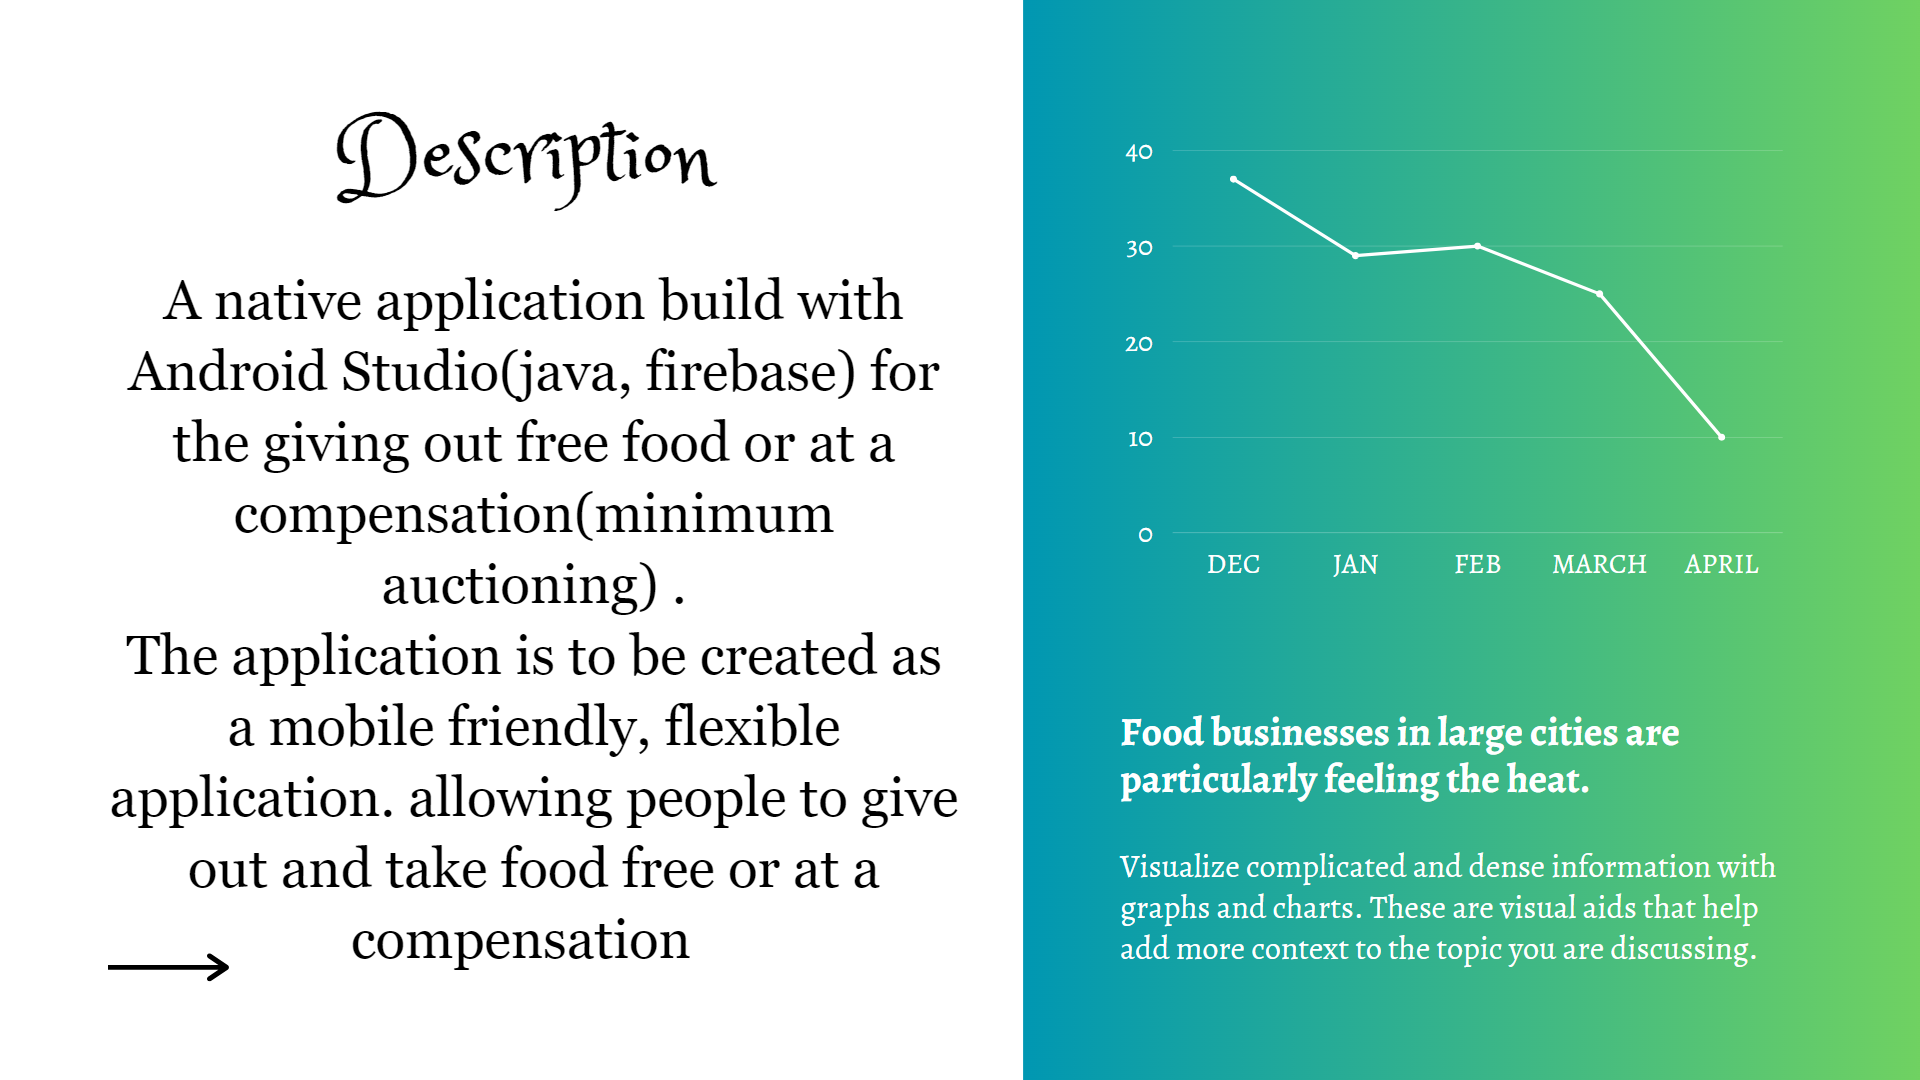 Description
A native application build with
Android Studio(java, firebase) for
the giving out free food or at a
compensation(minimum
auctioning) .
The application is to be created as
a mobile friendly, flexible
application. allowing people to give
out and take food free or at a
compensation
40
30
20
10
0
DEC JAN FEB MARCH APRIL
Food businesses in large cities are
particularly feeling the heat.
Visualize complicated and dense information with
graphs and charts. These are visual aids that help
add more context to the topic you are discussing.